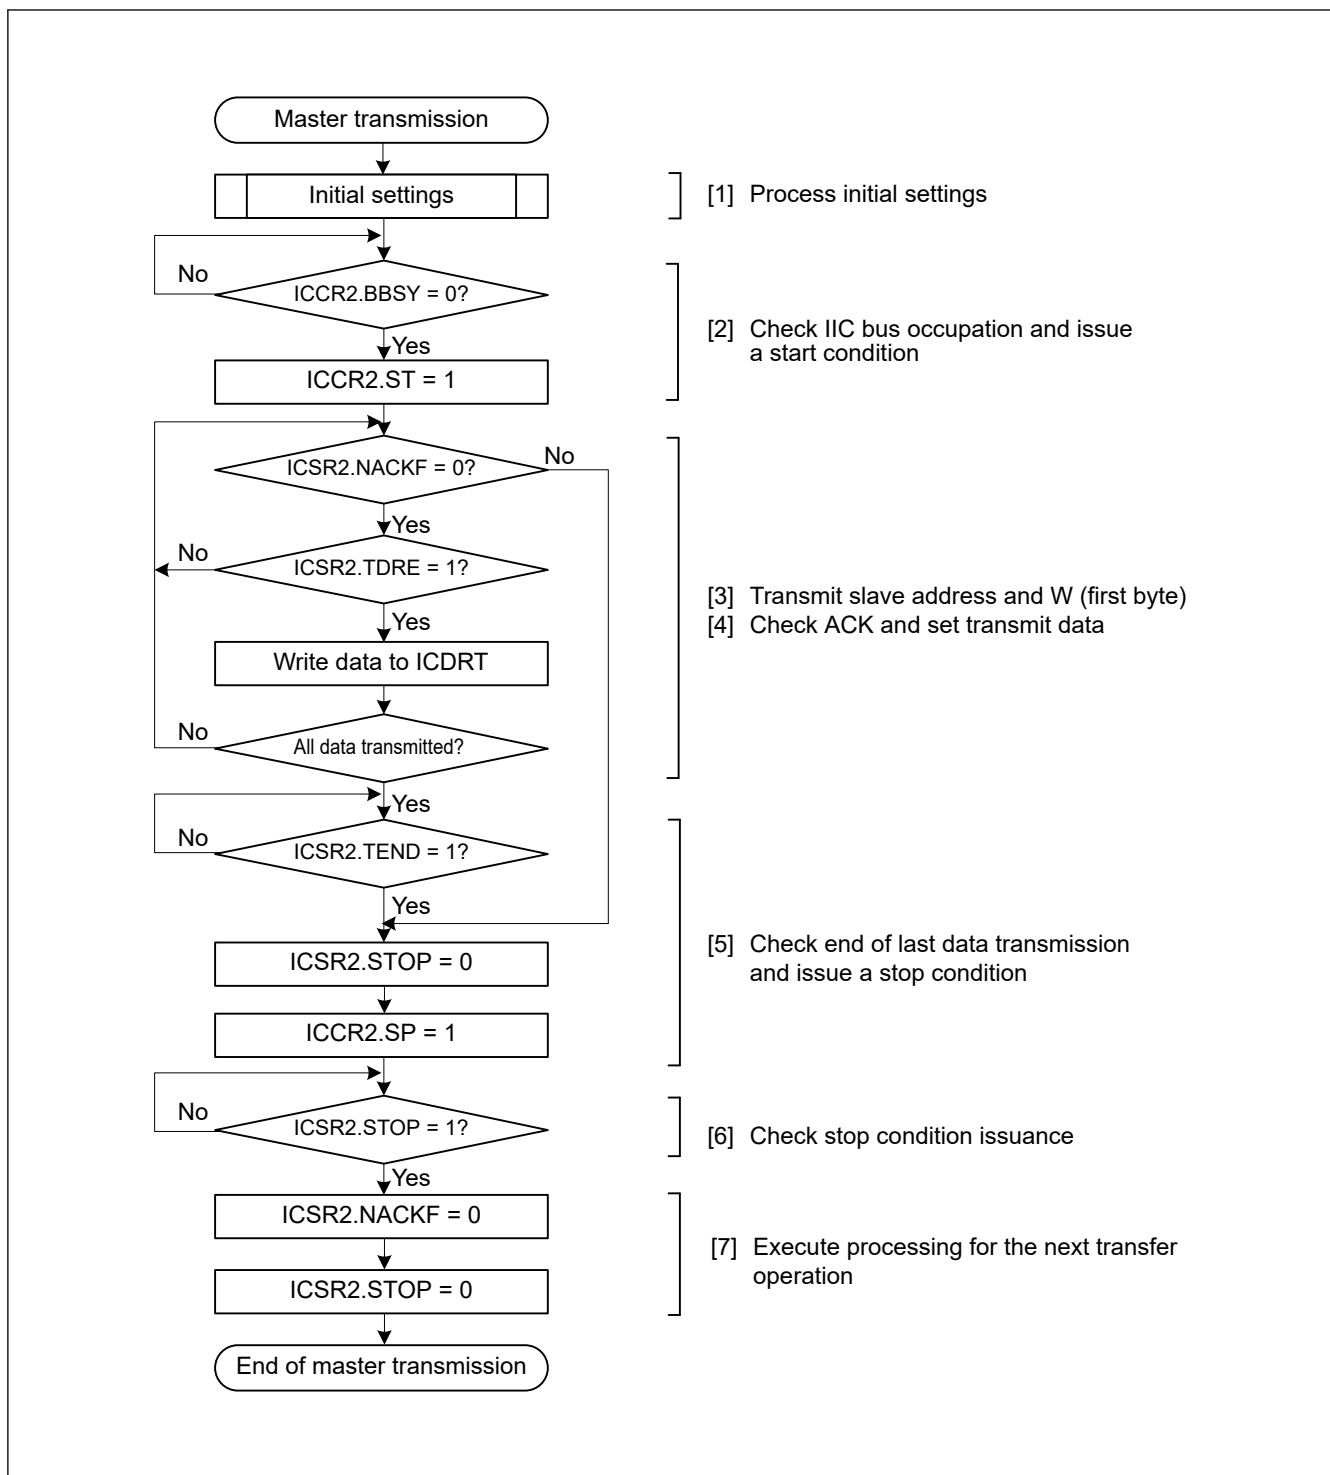 Master transmission
Initial settings
[1] Process initial settings
No
ICCR2.BBSY = 0?
Yes
[2] Check IIC bus occupation and issue
a start condition
ICCR2.ST = 1
ICSR2.NACKF = 0?
No
Yes
No
ICSR2.TDRE = 1?
Yes
[3] Transmit slave address and W (first byte)
[4] Check ACK and set transmit data
Write data to ICDRT
No
All data transmitted?
Yes
No
ICSR2.TEND = 1?
Yes
[5] Check end of last data transmission
and issue a stop condition
ICSR2.STOP = 0
ICCR2.SP = 1
No
ICSR2.STOP = 1?
[6] Check stop condition issuance
Yes
ICSR2.NACKF = 0
[7] Execute processing for the next transfer
operation
ICSR2.STOP = 0
End of master transmission